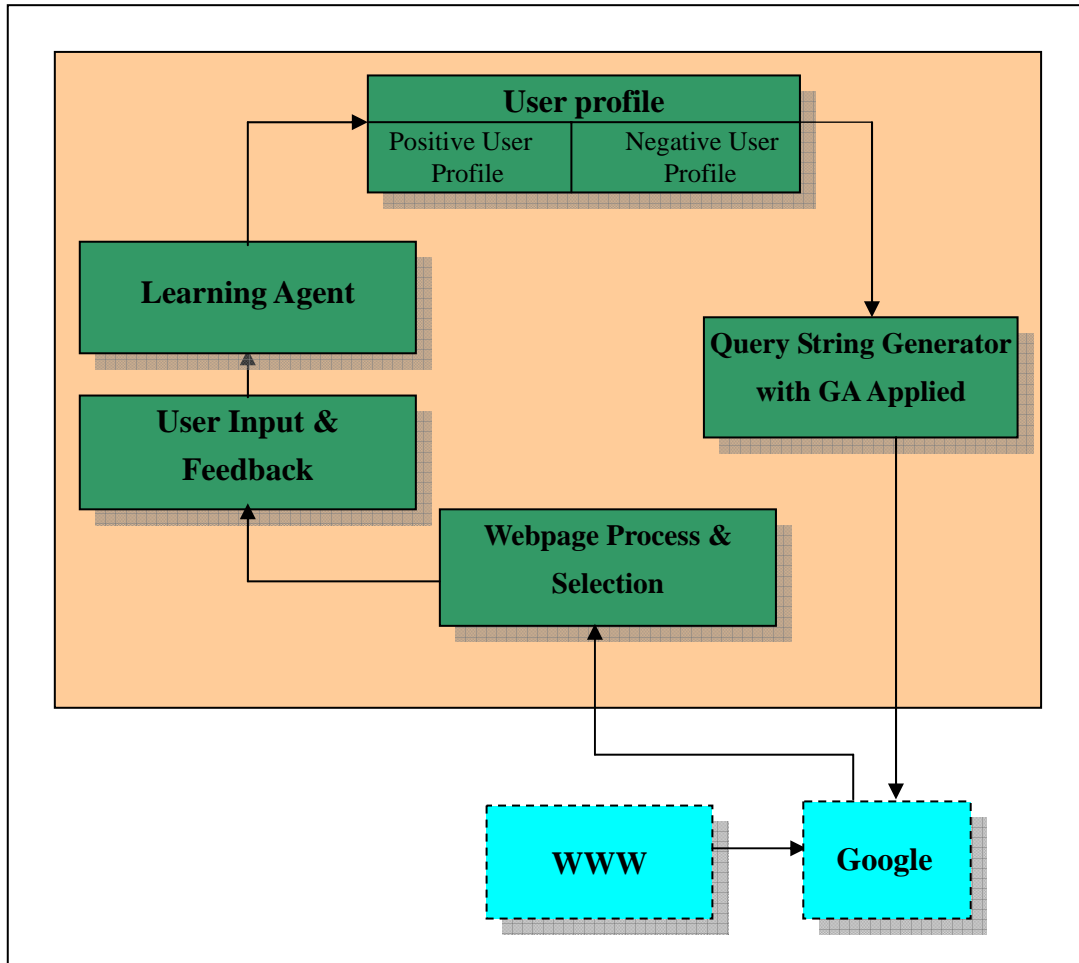 User profile
Positive User
Profile
Negative User
Profile
Learning Agent
Query String Generator
with GA Applied
User Input &
Feedback
Webpage Process &
Selection
WWW
Google